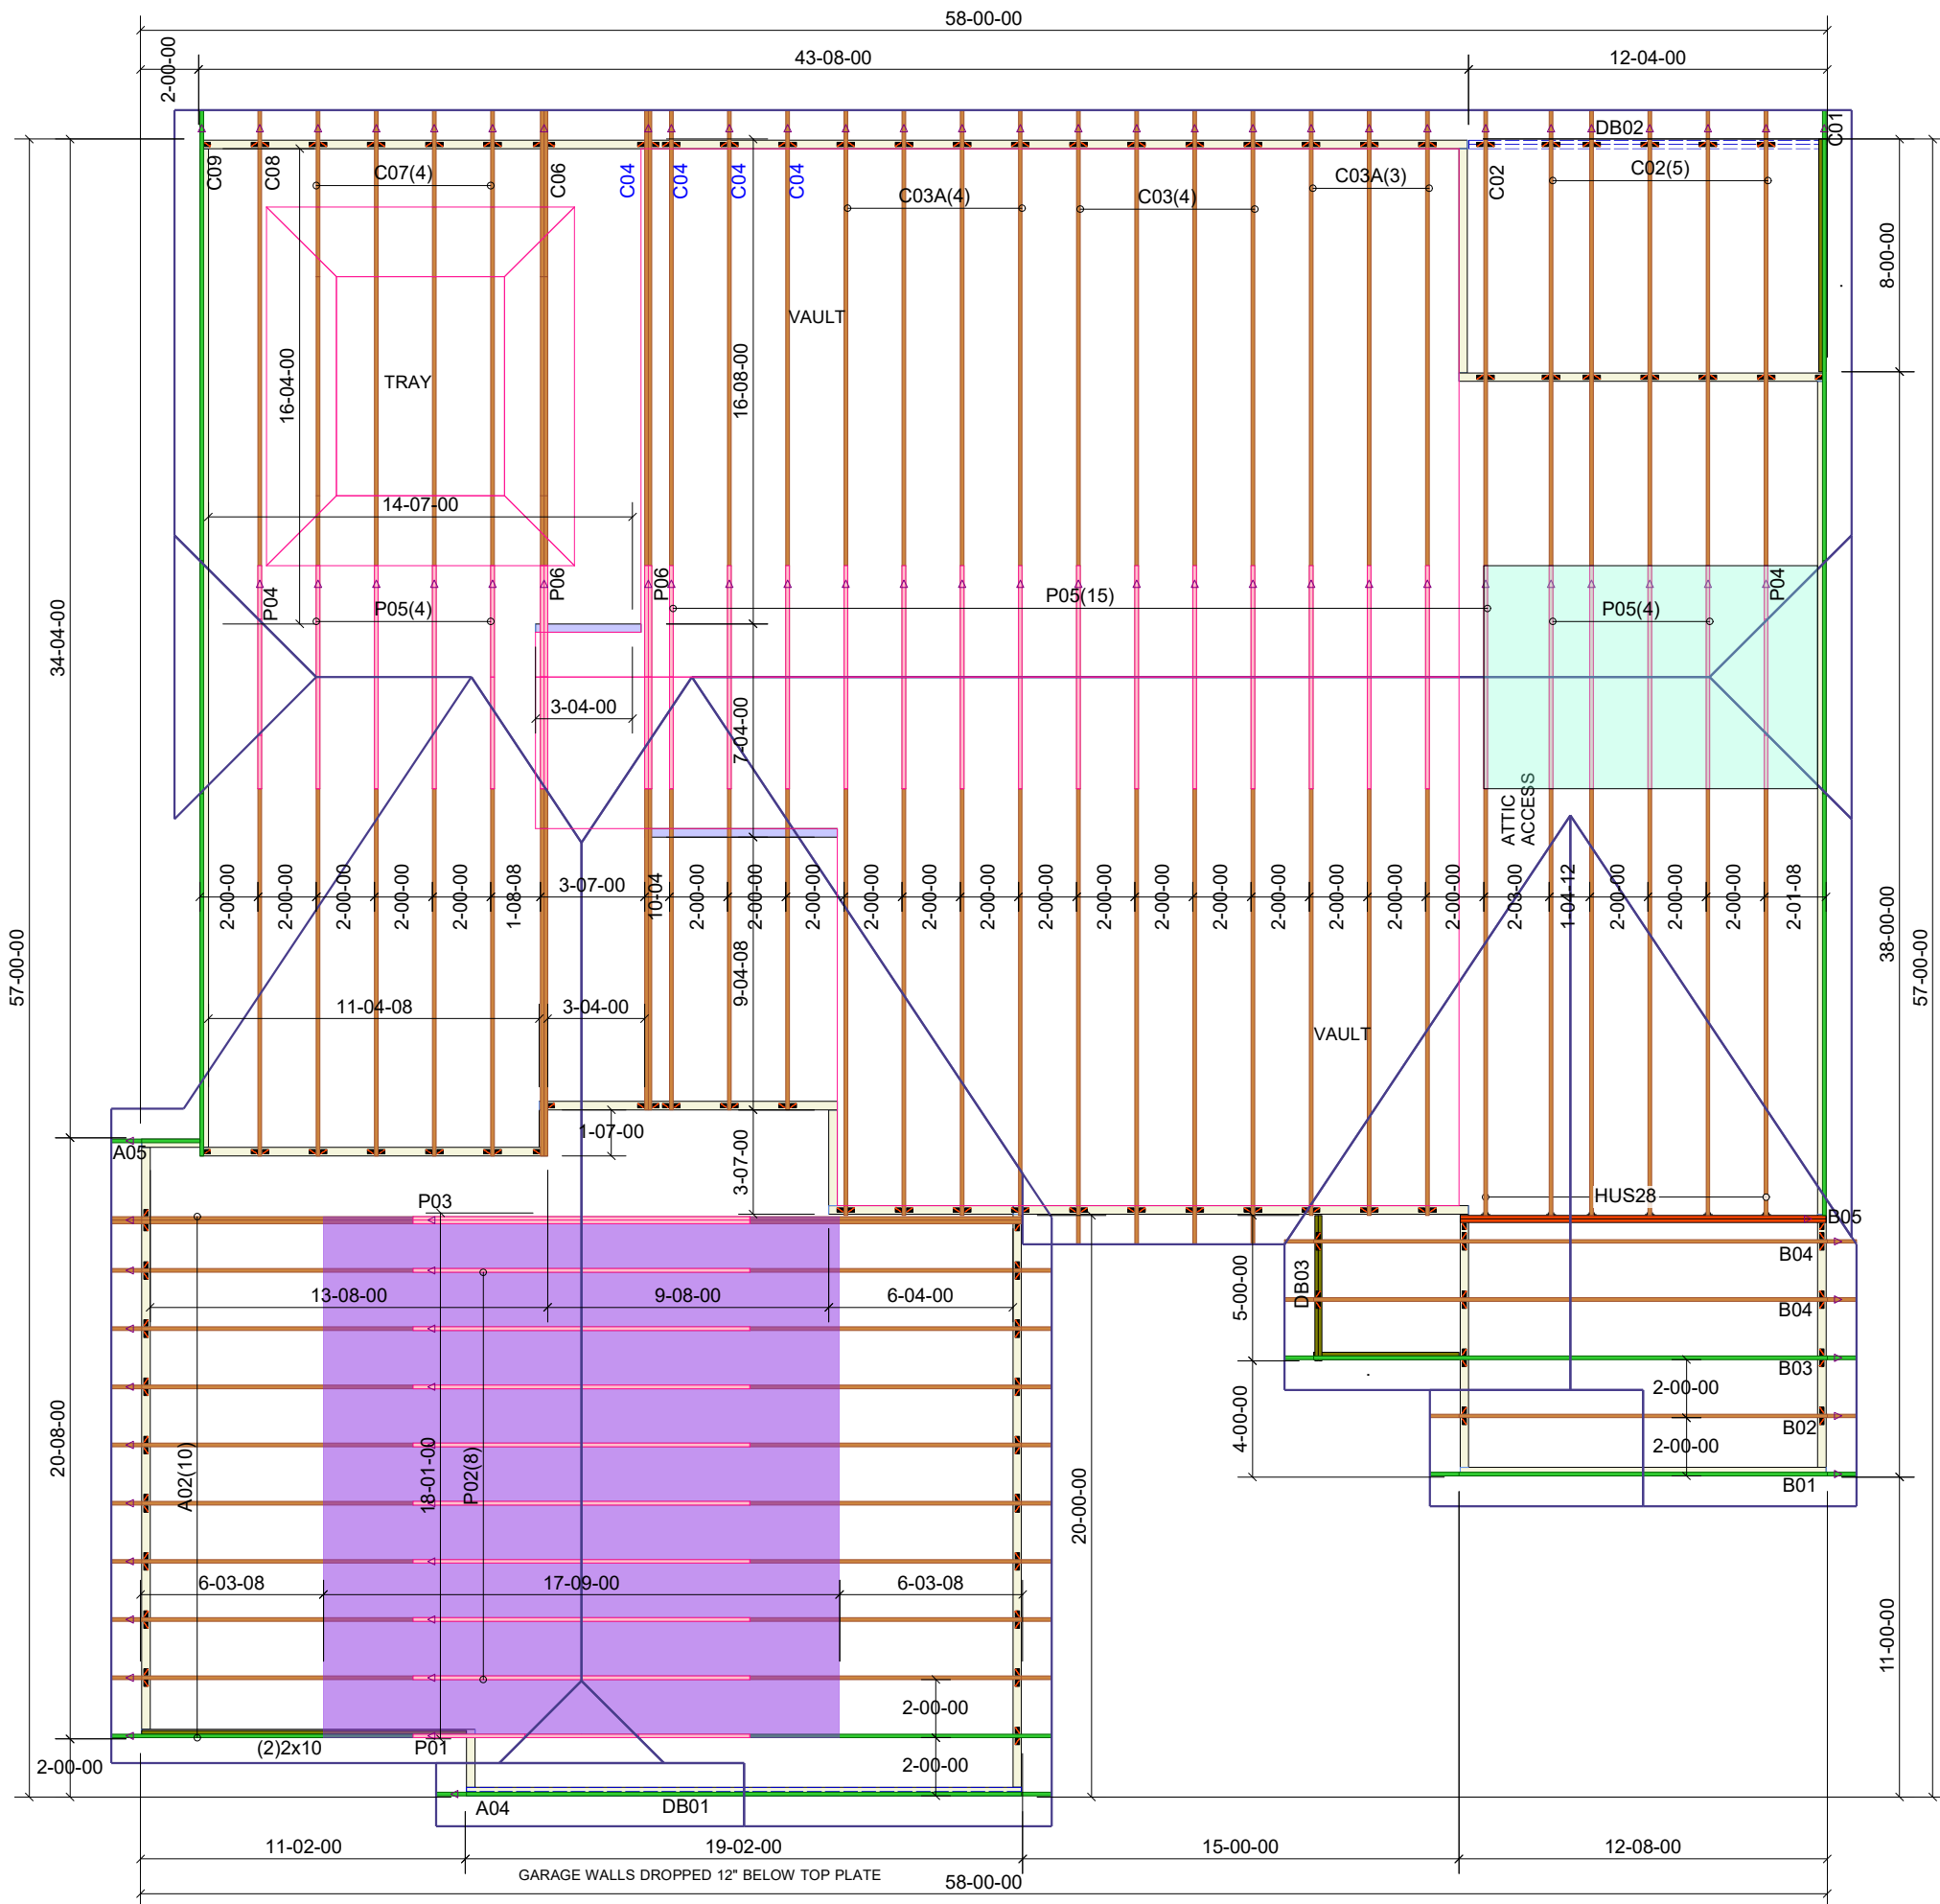 58-00-00
2-00-00
43-08-00
12-04-00
DB02
C01
C09
C08
C07(4)
C06
C04
C04
C04
C04
C03A(4)
C03(4)
C03A(3)
C02
C02(5)
8-00-00
VAULT
TRAY
16-04-00
16-08-00
14-07-00
P04
P05(4)
P06
P06
P05(15)
P05(4)
P04
34-04-00
3-04-00
7-04-00
ATTIC
ACCESS
2-00-00
2-00-00
2-00-00
2-00-00
2-00-00
1-08-08
3-07-00
10-04
2-00-00
2-00-00
2-00-00
2-00-00
2-00-00
2-00-00
2-00-00
2-00-00
2-00-00
2-00-00
2-00-00
2-00-00
2-00-00
2-00-00
2-03-00
1-04-12
2-00-00
2-00-00
2-00-00
2-01-08
57-00-00
38-00-00
57-00-00
9-04-08
11-04-08
3-04-00
VAULT
1-07-00
A05
3-07-00
P03
HUS28
B05
B04
13-08-00
9-08-00
6-04-00
5-00-00
DB03
B04
B03
2-00-00
B02
4-00-00
2-00-00
B01
20-08-00
A02(10)
18-01-00
P02(8)
20-00-00
6-03-08
17-09-00
6-03-08
11-00-00
2-00-00
(2)2x10
P01
2-00-00
2-00-00
A04
DB01
11-02-00
19-02-00
15-00-00
12-08-00
GARAGE WALLS DROPPED 12" BELOW TOP PLATE
58-00-00